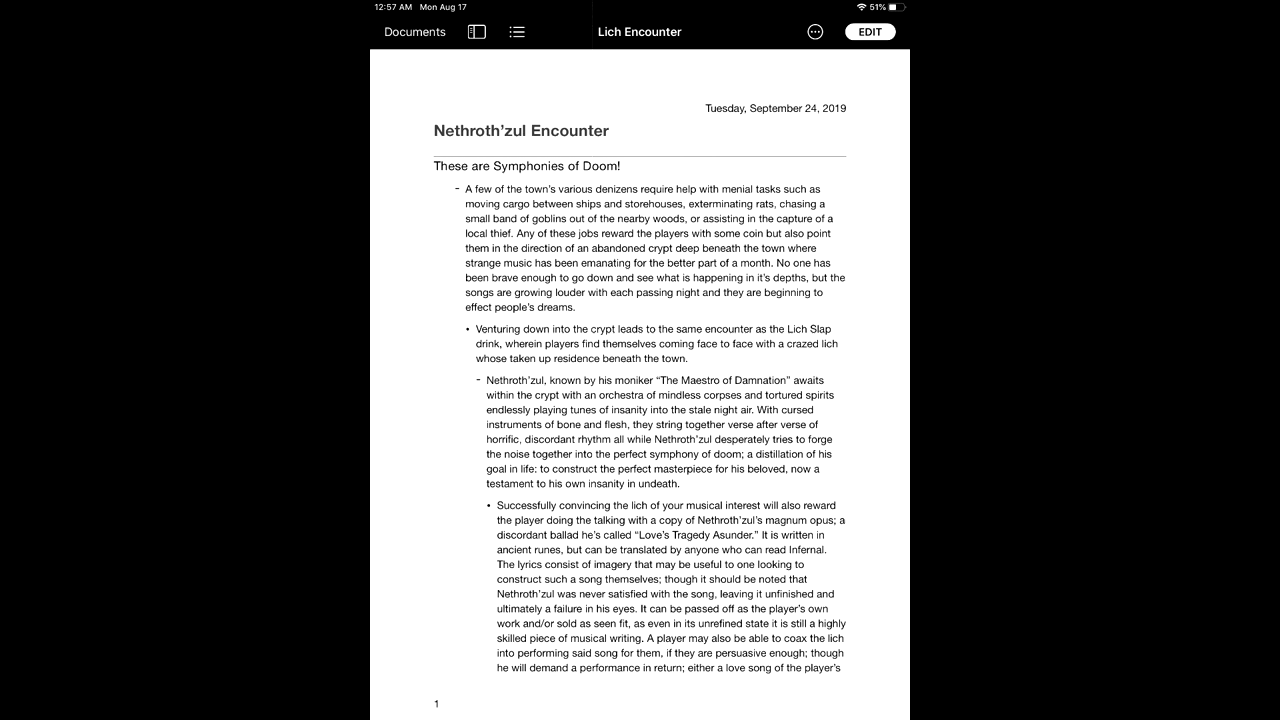 12:57 AM Mon Aug 17 51%
Documents Lich Encounter EDIT
Tuesday, September 24, 2019
Nethroth'zul Encounter
These are Symphonies of Doom!
- A few of the town's various denizens require help with menial tasks such as
moving cargo between ships and storehouses, exterminating rats, chasing a
small band of goblins out of the nearby woods, or assisting in the capture of a
local thief. Any of these jobs reward the players with some coin but also point
them in the direction of an abandoned crypt deep beneath the town where
strange music has been emanating for the better part of a month. No one has
been brave enough to go down and see what is happening in it's depths, but the
songs are growing louder with each passing night and they are beginning to
effect people's dreams.
• Venturing down into the crypt leads to the same encounter as the Lich Slap
drink, wherein players find themselves coming face to face with a crazed lich
whose taken up residence beneath the town.
- Nethroth'zul, known by his moniker “The Maestro of Damnation” awaits
within the crypt with an orchestra of mindless corpses and tortured spirits
endlessly playing tunes of insanity into the stale night air. With cursed
instruments of bone and flesh, they string together verse after verse of
horrific, discordant rhythm all while Nethroth'zul desperately tries to forge
the noise together into the perfect symphony of doom; a distillation of his
goal in life: to construct the perfect masterpiece for his beloved, now a
testament to his own insanity in undeath.
• Successfully convincing the lich of your musical interest will also reward
the player doing the talking with a copy of Nethroth'zul's magnum opus; a
discordant ballad he's called “Love's Tragedy Asunder.” It is written in
ancient runes, but can be translated by anyone who can read Infernal.
The lyrics consist of imagery that may be useful to one looking to
construct such a song themselves; though it should be noted that
Nethroth'zul was never satisfied with the song, leaving it unfinished and
ultimately a failure in his eyes. It can be passed off as the player's own
work and/or sold as seen fit, as even in its unrefined state it is still a highly
skilled piece of musical writing. A player may also be able to coax the lich
into performing said song for them, if they are persuasive enough; though
he will demand a performance in return; either a love song of the player's
1